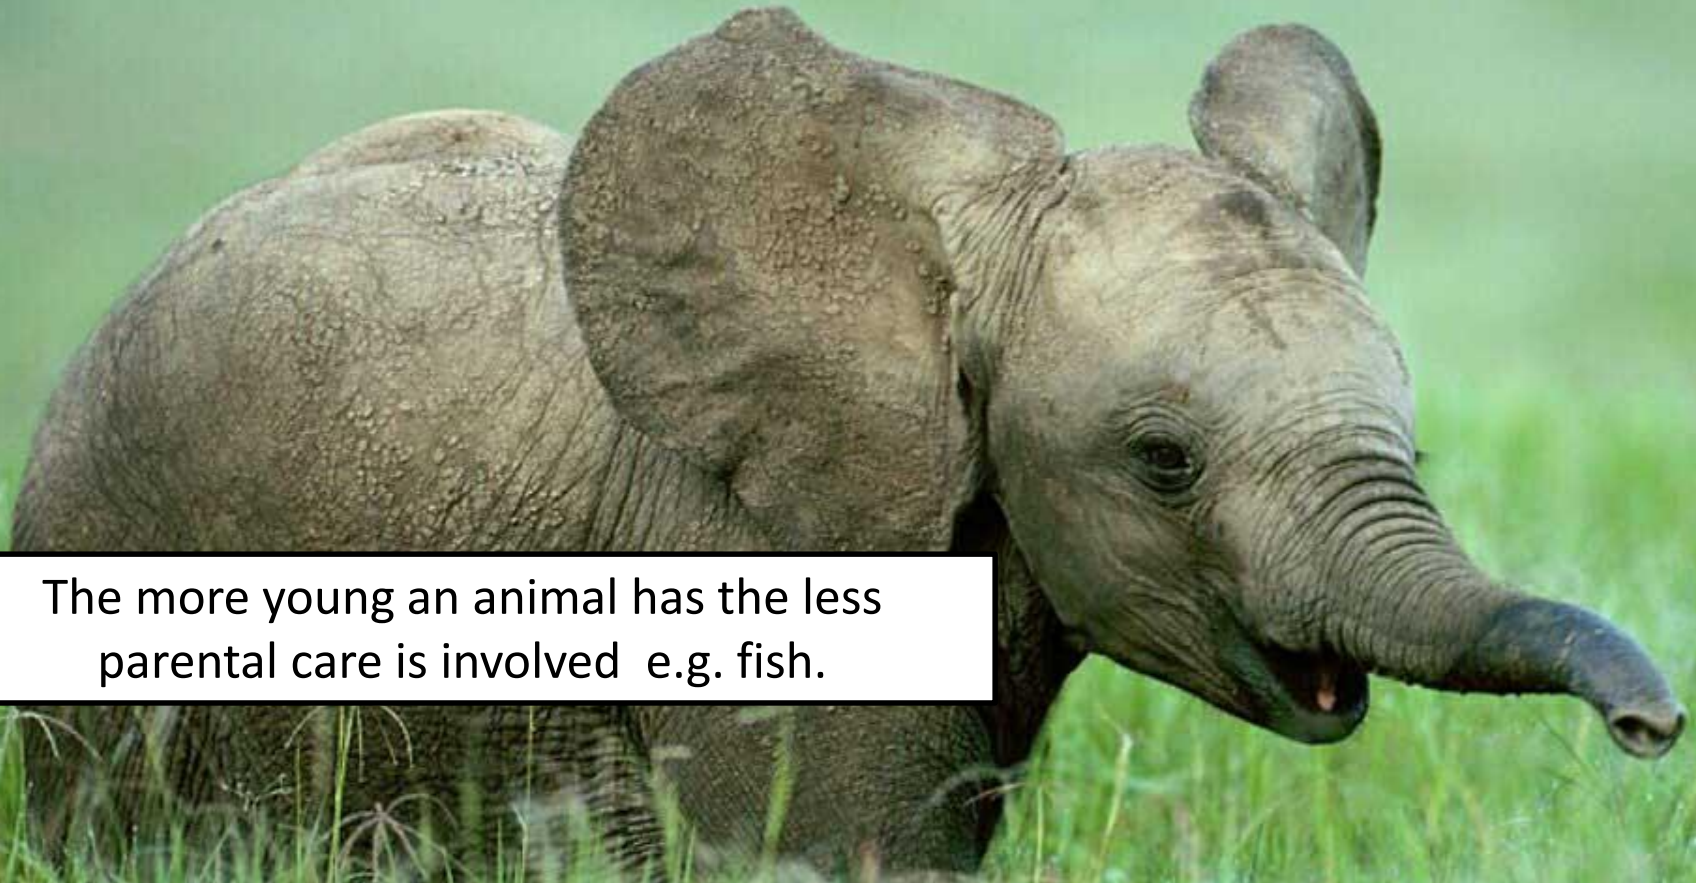 The more young an animal has the less
parental care is involved  e.g. fish.